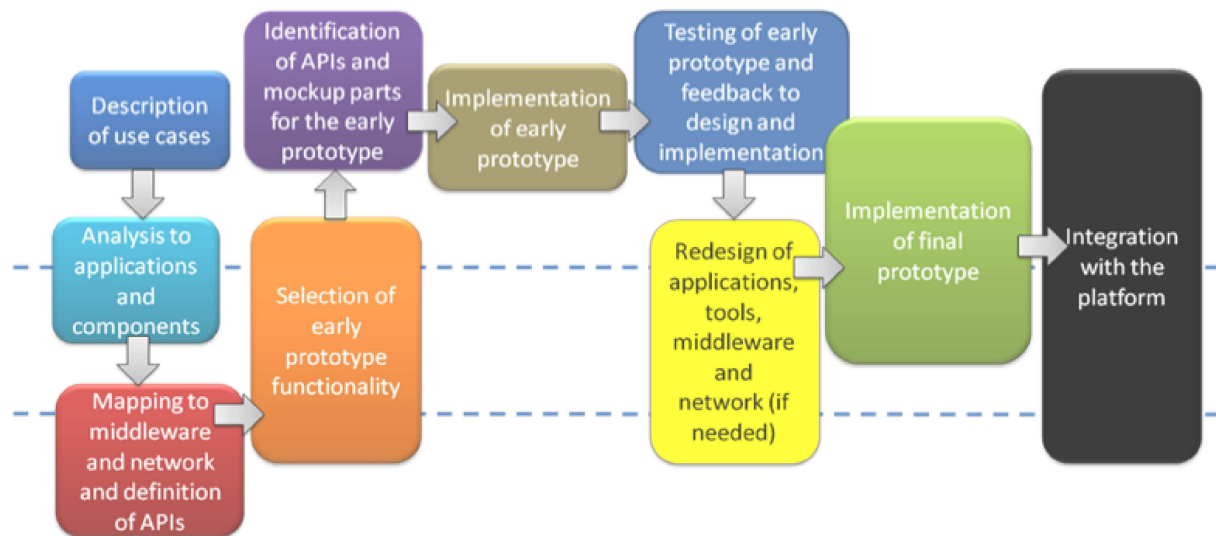 Description
of use cases
Analysis to
applications
and
components
Mapping to
middleware
and network
and definition
of APIs
Selection of
early
prototype
functionality
Identification
of APIs and
mockup parts
for the early
prototype
Implementation
of early
prototype
Testing of early
prototype and
feedback to
design and
implementation
Redesign of
applications,
tools,
middleware
and
network (if
needed)
Implementation
of final
prototype
Integration
with the
platform